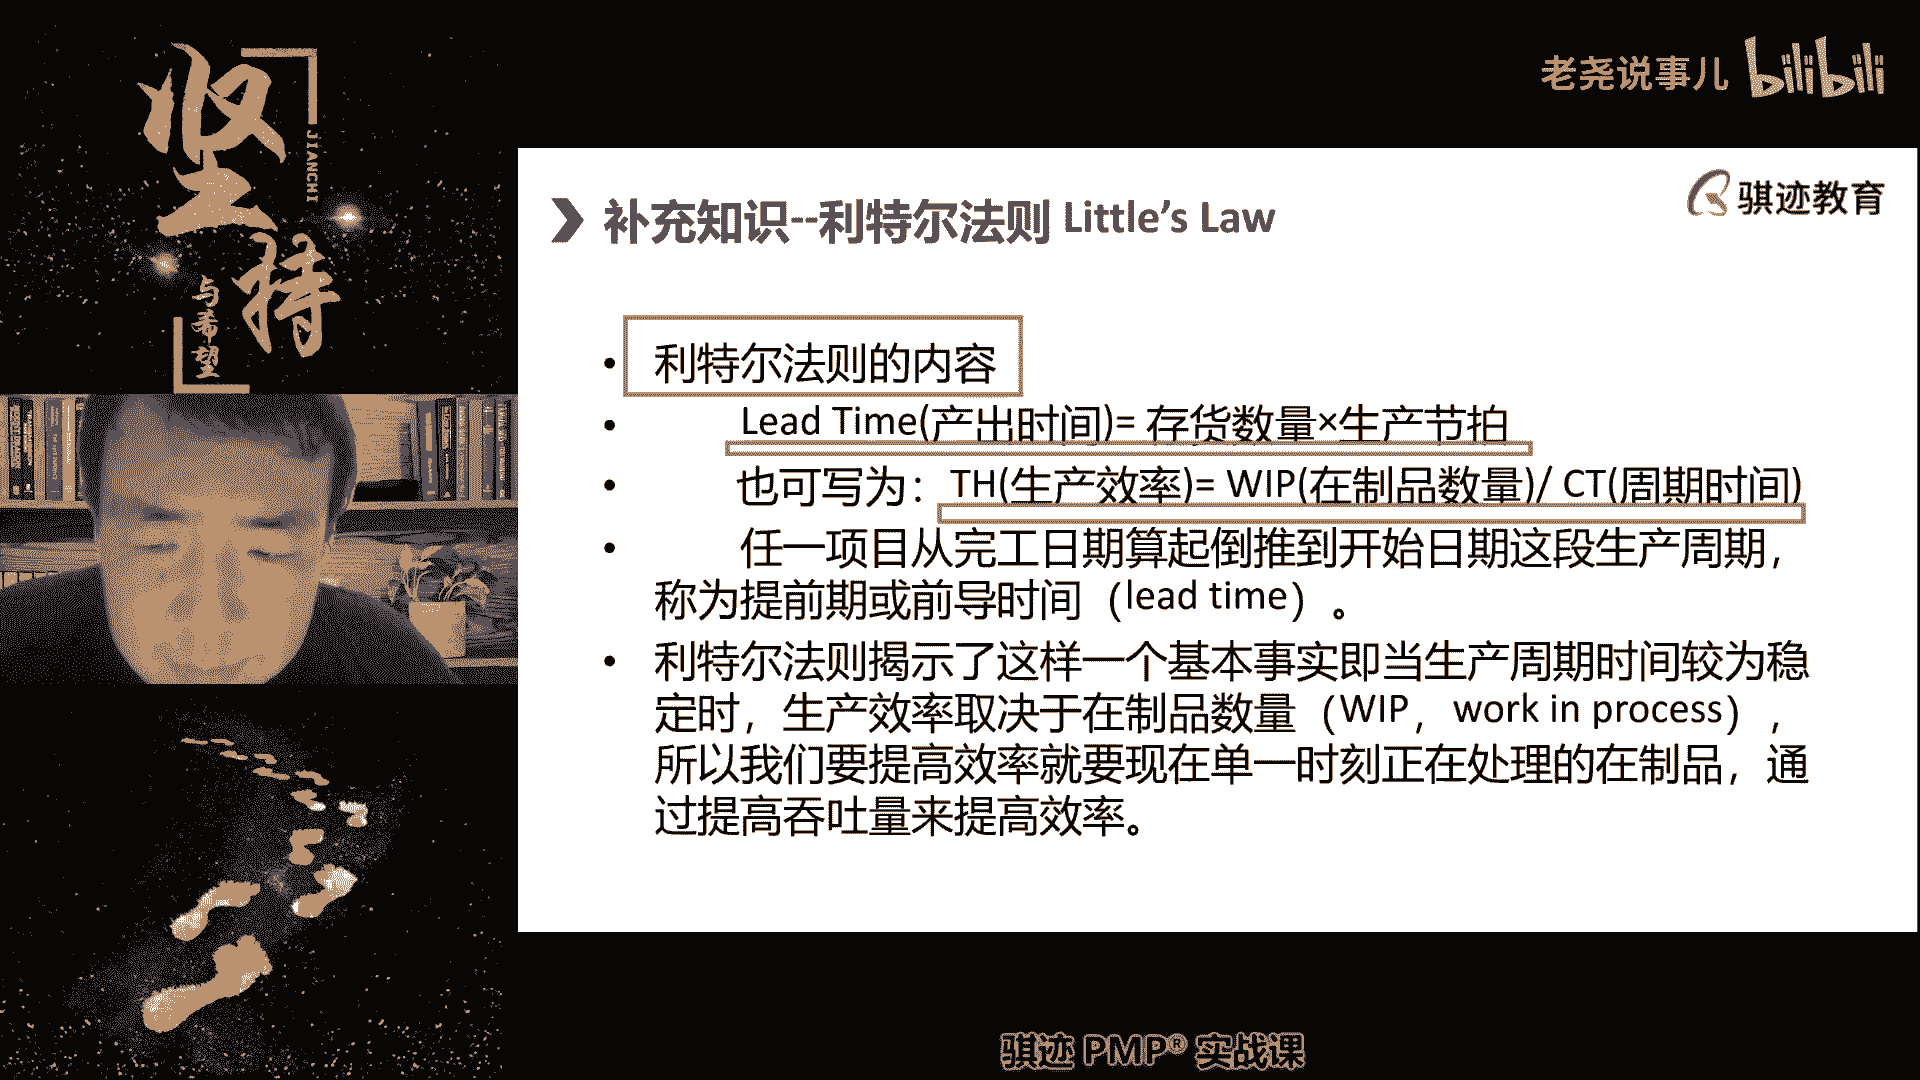 坚持
JIANCHI
与希望
老尧说事儿 bilibili
骐迹教育
补充知识--利特尔法则 Little's Law
• 利特尔法则的内容
• Lead Time(产出时间)= 存货数量×生产节拍
• 也可写为：TH(生产效率)= WIP(在制品数量)/ CT(周期时间)
• 任一项目从完工日期算起倒推到开始日期这段生产周期，
称为提前期或前导时间（lead time）。
• 利特尔法则揭示了这样一个基本事实即当生产周期时间较为稳
定时，生产效率取决于在制品数量（WIP，work in process），
所以我们要提高效率就要现在单一时刻正在处理的在制品，通
过提高吞吐量来提高效率。
骐迹 PMP® 实战课